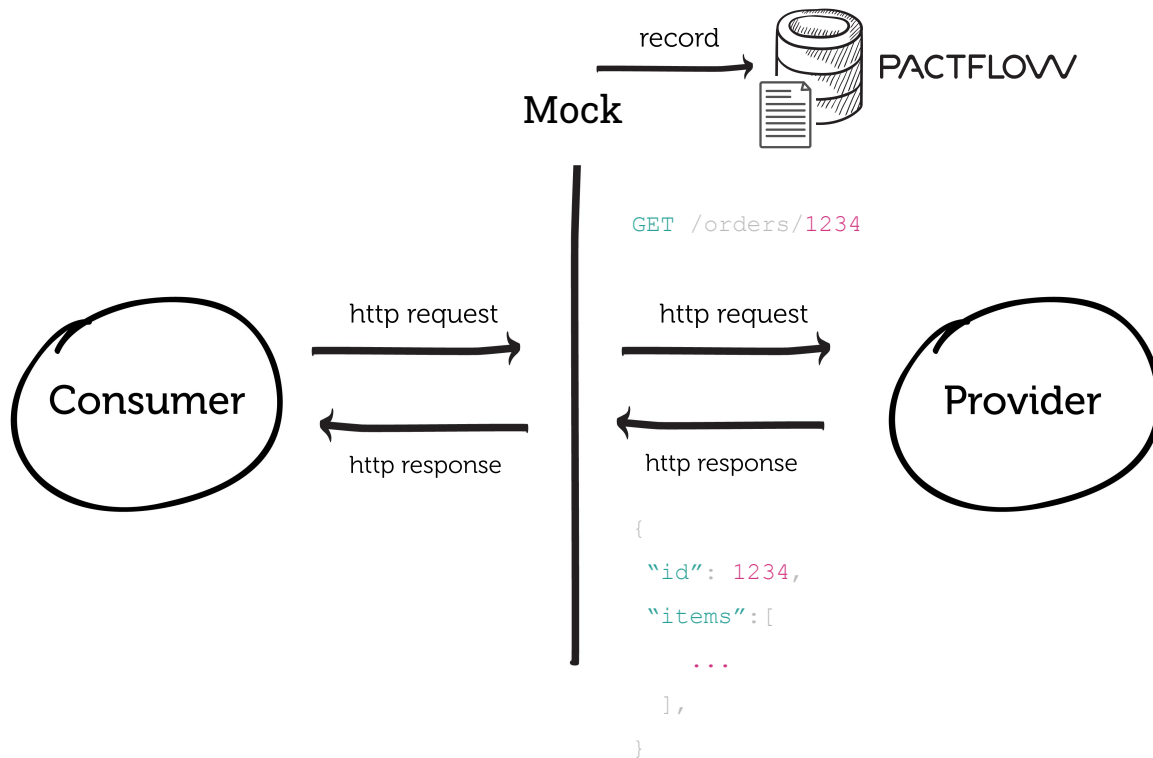 record
PACTFLOW
Mock
GET /orders/1234
http request
http request
Consumer
Provider
http response
http response
{
“id”: 1234,
“items”:[
...
],
}